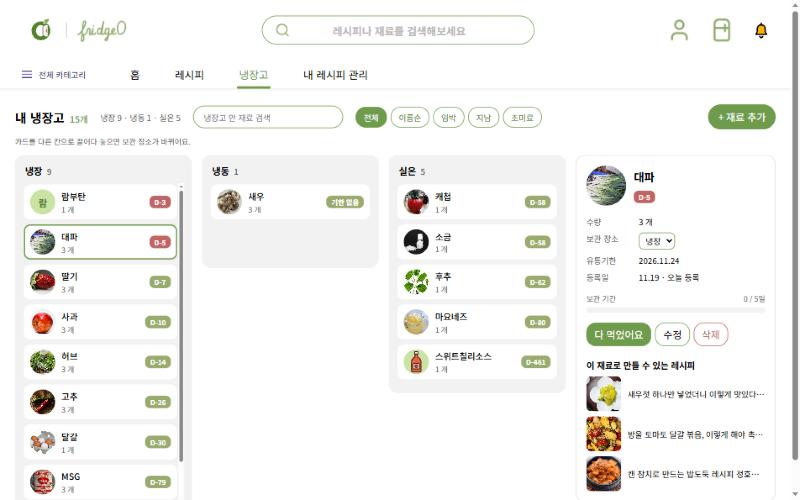 fridgeO
레시피나 재료를 검색해보세요
전체 카테고리 홈 레시피 냉장고 내 레시피 관리
내 냉장고 15개 냉장 9 · 냉동 1 · 실온 5 냉장고 안 재료 검색 전체 이름순 임박 지남 조미료 + 재료 추가
카드를 다른 칸으로 끌어다 놓으면 보관 장소가 바뀌어요.
냉장 9
람
람부탄 D-3
1개
대파 D-5
3개
딸기 D-7
3개
사과 D-10
3개
허브 D-14
3개
고추 D-26
3개
달걀 D-30
1개
MSG D-79
3개
냉동 1
새우 기한 없음
3개
실온 5
케첩 D-58
1개
소금 D-58
1개
후추 D-62
1개
마요네즈 D-80
1개
스위트칠리소스 D-461
1개
대파
D-5
수량 3개
보관 장소 냉장
유통기한 2026.11.24
등록일 11.19 · 오늘 등록
보관 기간 0 / 5일
다 먹었어요 수정 삭제
이 재료로 만들 수 있는 레시피
새우젓 하나만 넣었더니 이렇게 맛있다…
방울 토마토 달걀 볶음, 이렇게 해야 촉…
캔 참치로 만드는 밥도둑 레시피 성호…